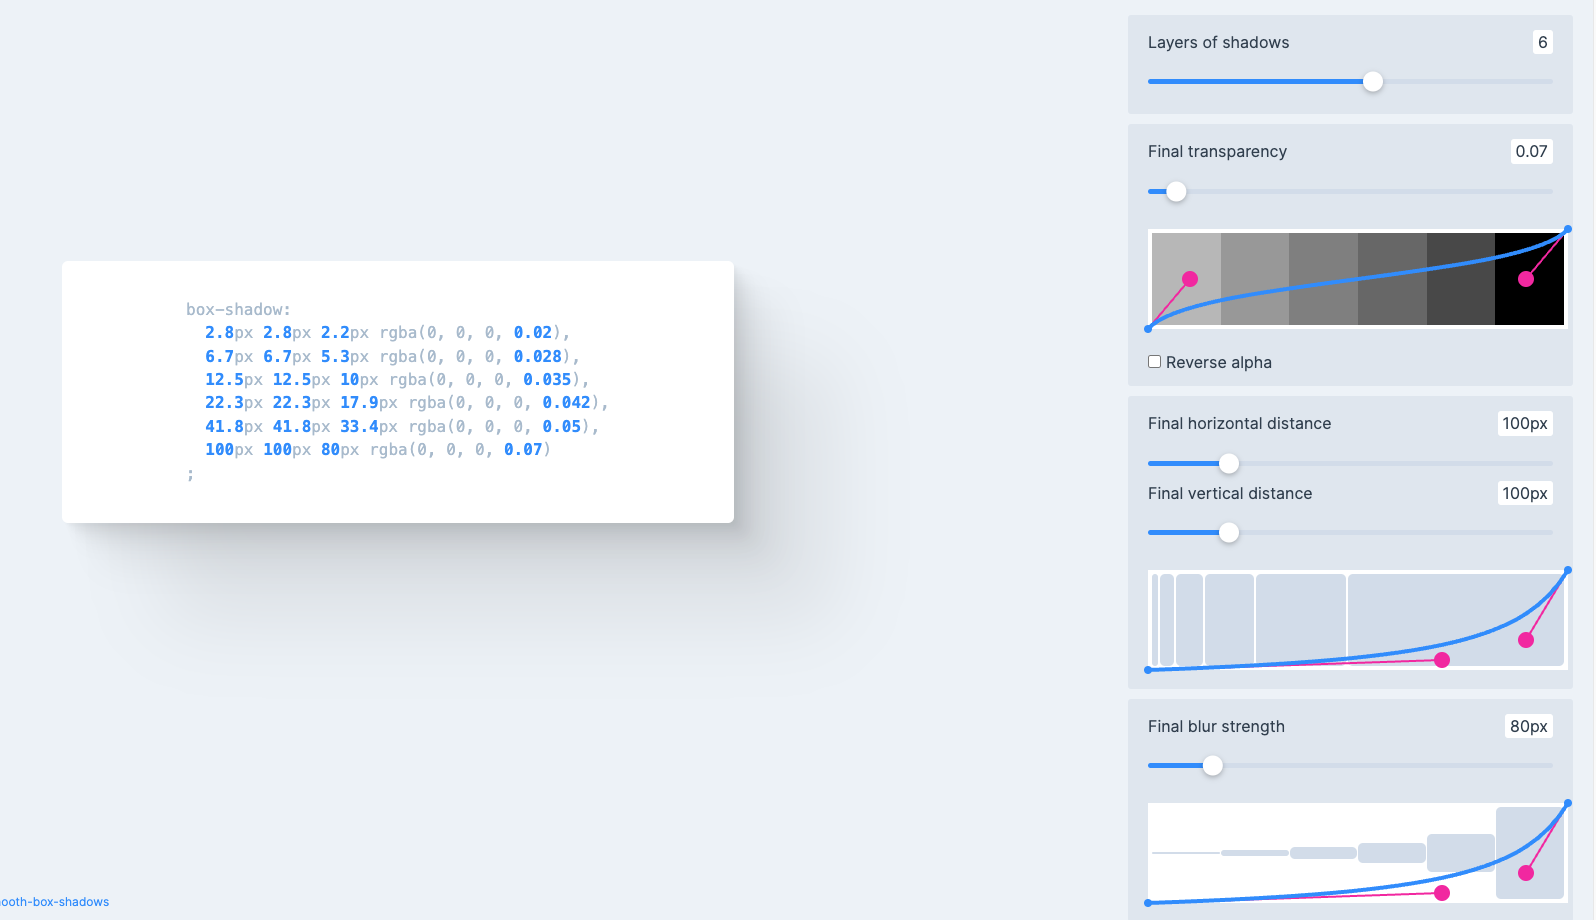 box-shadow:
2.8px 2.8px 2.2px rgba(0, 0, 0, 0.02),
6.7px 6.7px 5.3px rgba(0, 0, 0, 0.028),
12.5px 12.5px 10px rgba(0, 0, 0, 0.035),
22.3px 22.3px 17.9px rgba(0, 0, 0, 0.042),
41.8px 41.8px 33.4px rgba(0, 0, 0, 0.05),
100px 100px 80px rgba(0, 0, 0, 0.07)
;
ooth-box-shadows
Layers of shadows 6
Final transparency 0.07
Reverse alpha
Final horizontal distance 100px
Final vertical distance 100px
Final blur strength 80px